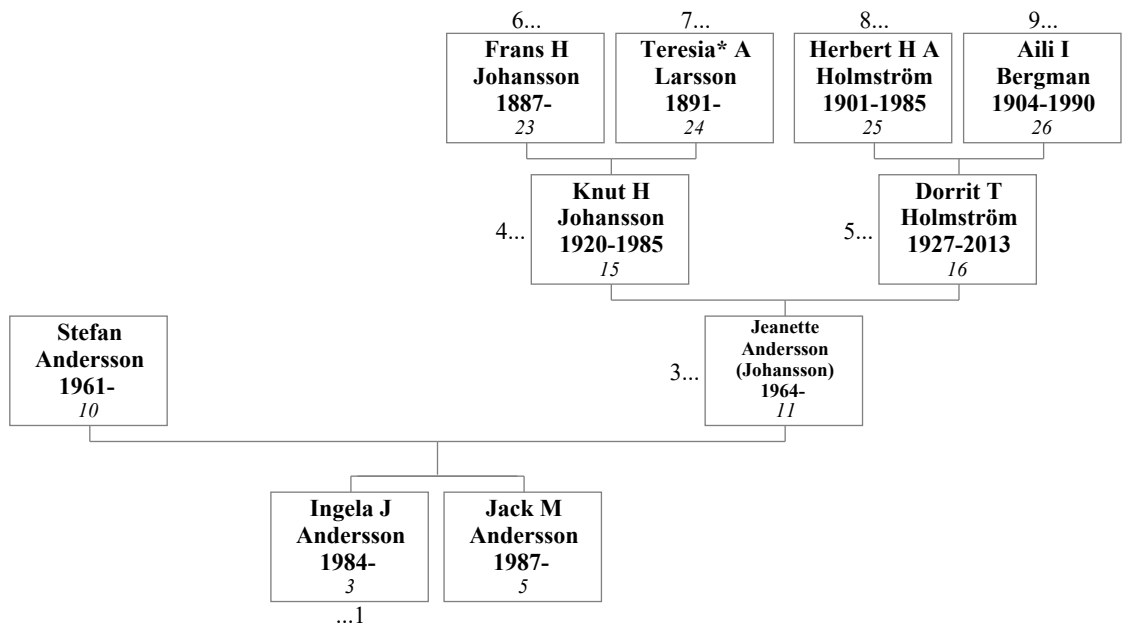 6...
7...
8...
9...
Frans H
Johansson
1887-
23
Teresia* A
Larsson
1891-
24
Herbert H A
Holmström
1901-1985
25
Aili I
Bergman
1904-1990
26
4...
Knut H
Johansson
1920-1985
15
5...
Dorrit T
Holmström
1927-2013
16
Stefan
Andersson
1961-
10
3...
Jeanette
Andersson
(Johansson)
1964-
11
Ingela J
Andersson
1984-
3
Jack M
Andersson
1987-
5
...1